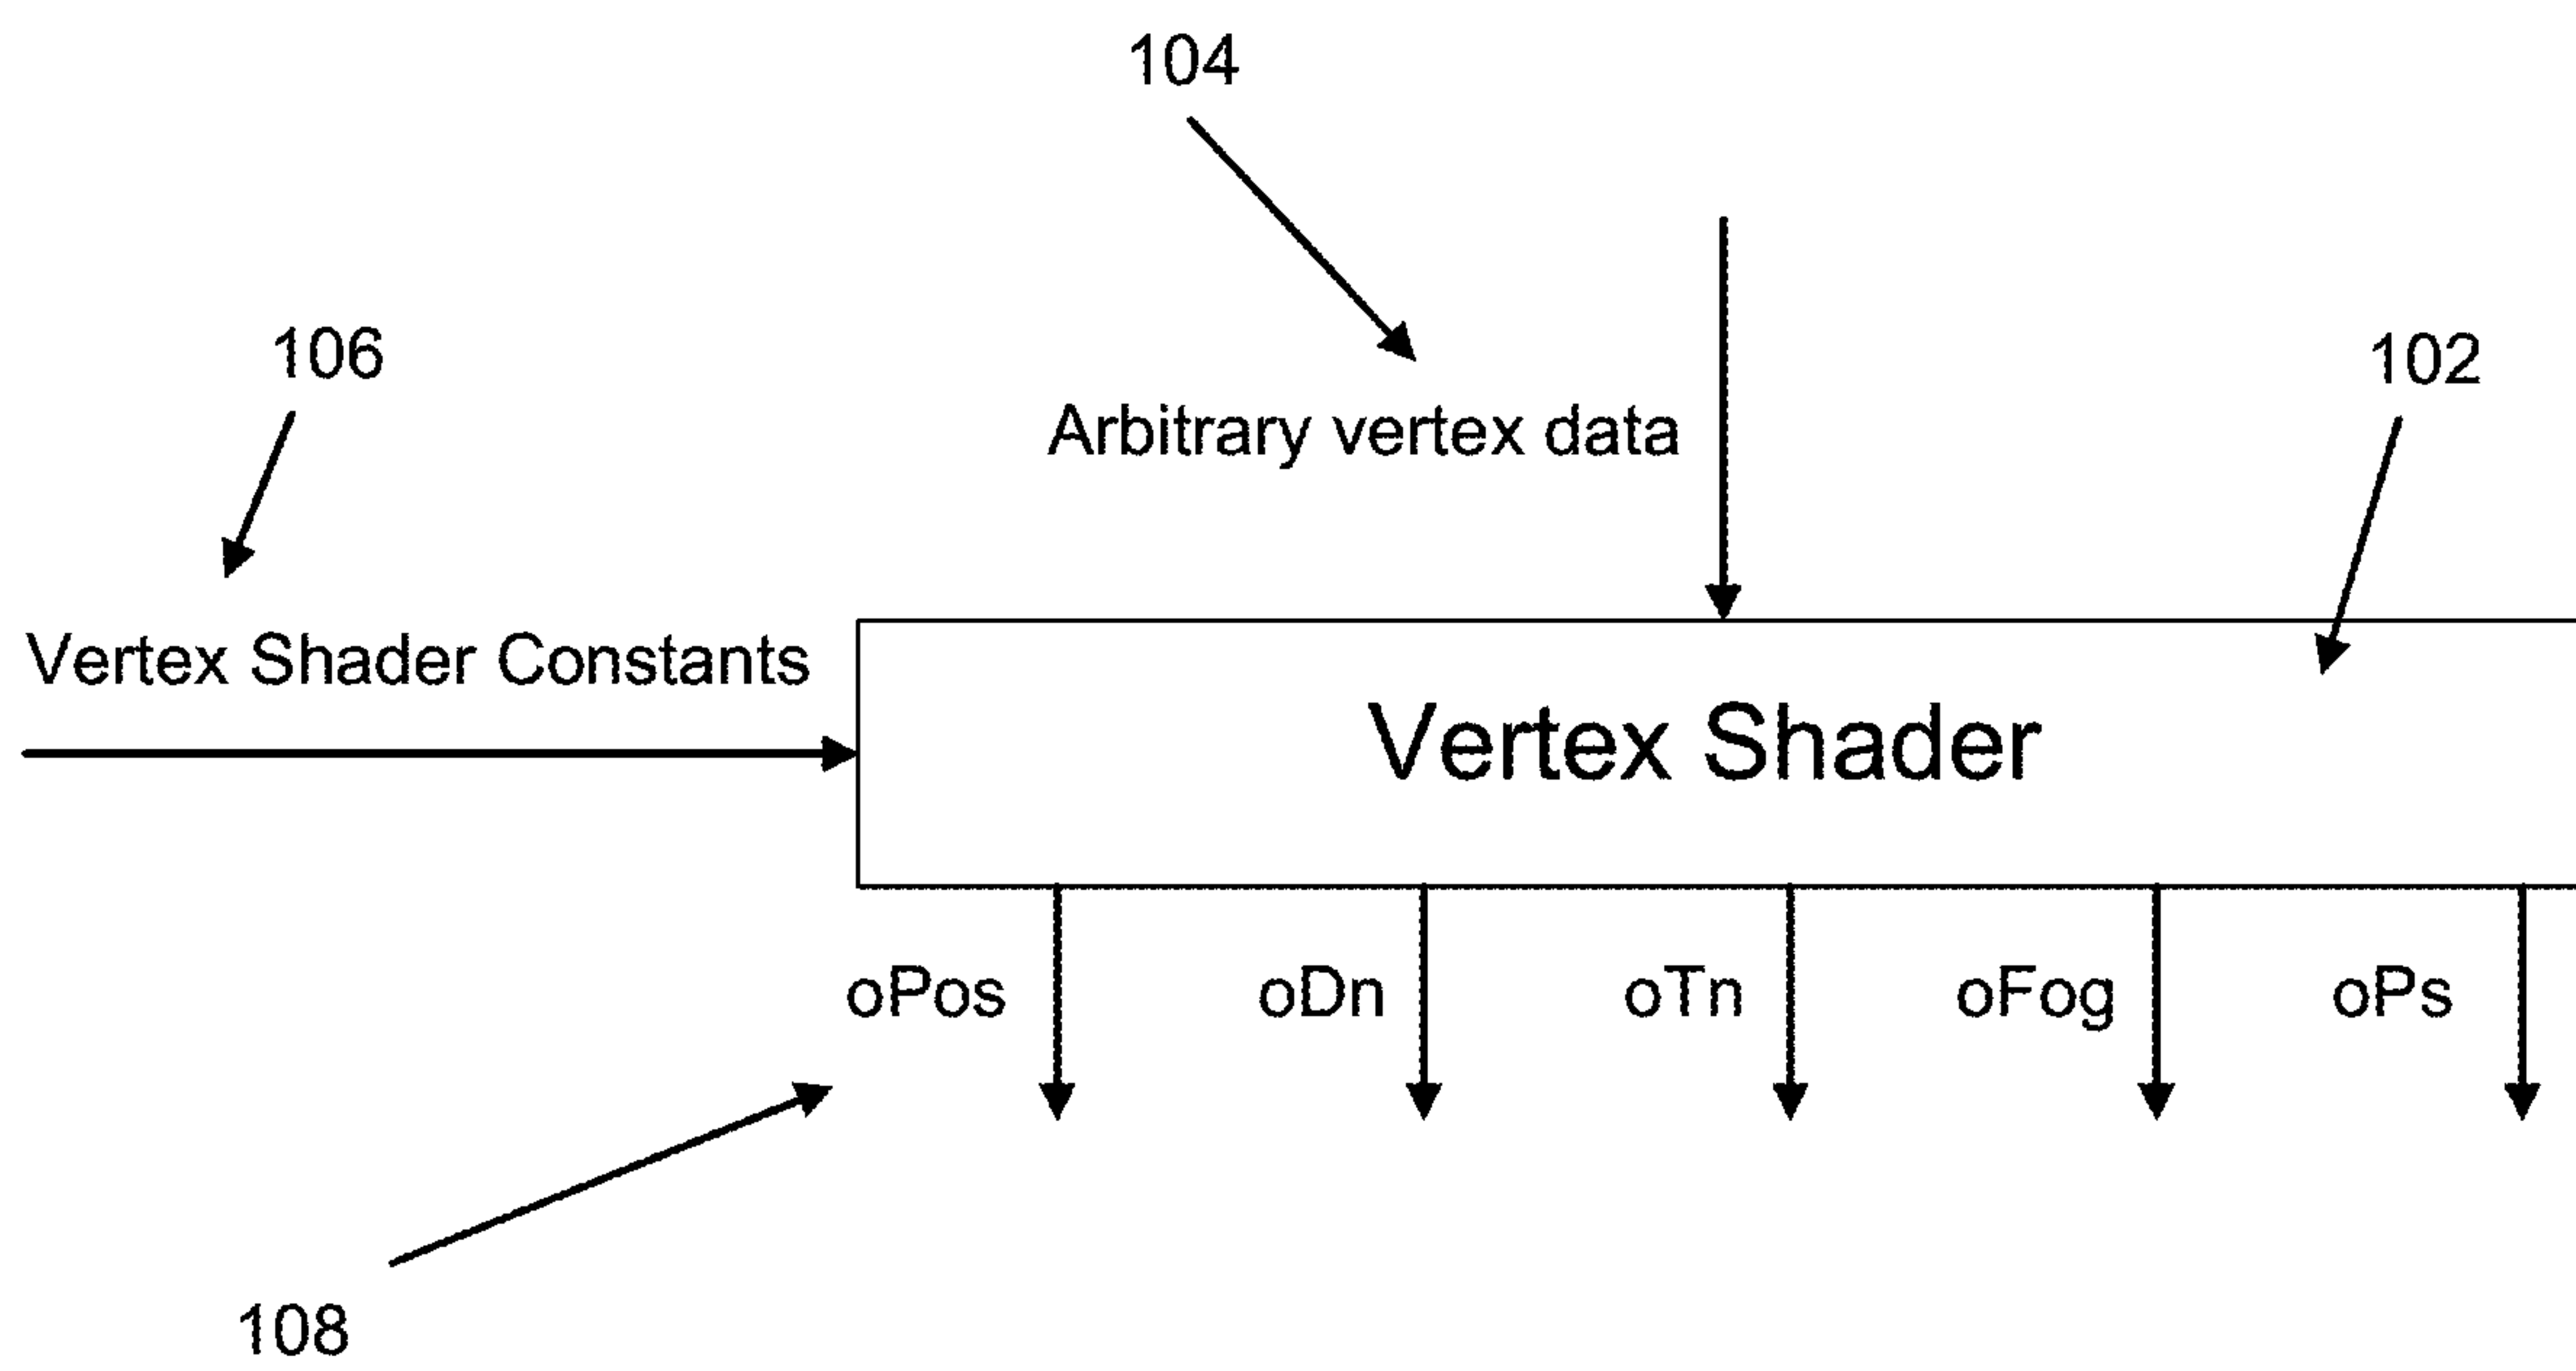 104
106
102
Arbitrary vertex data
Vertex Shader Constants
Vertex Shader
oPos oDn oTn oFog oPs
108